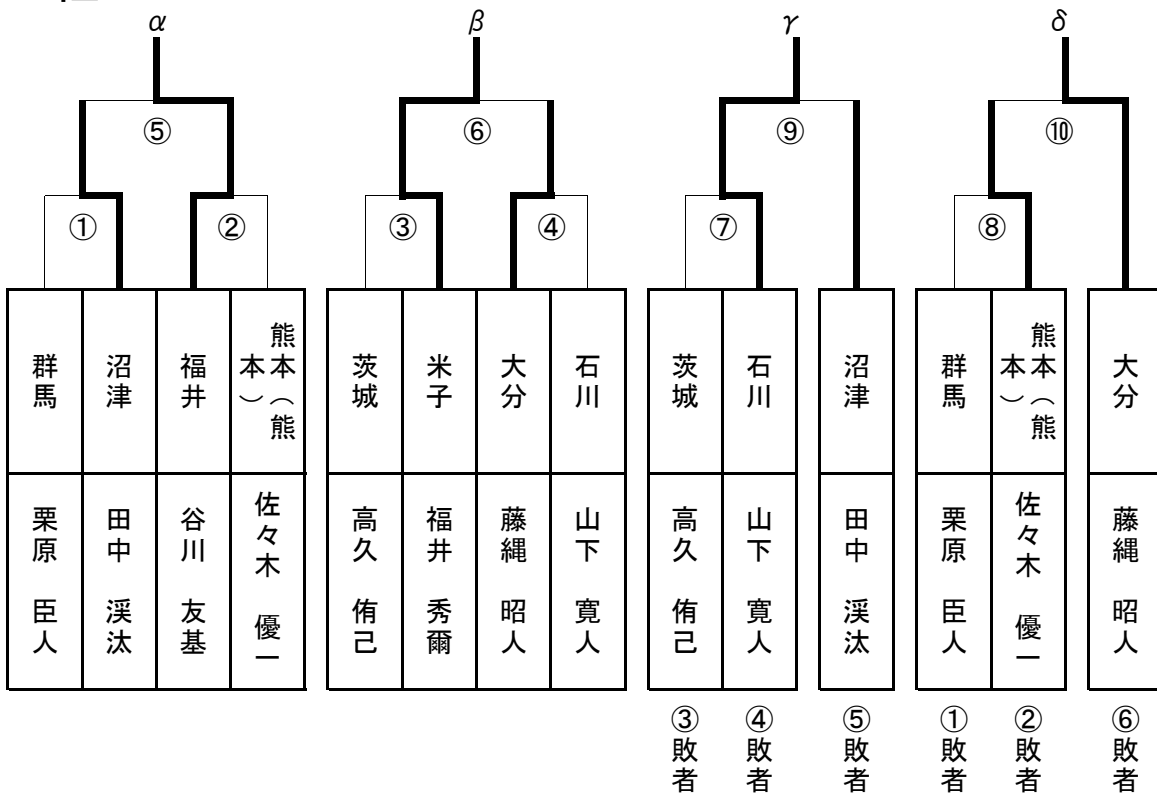 α
β
γ
δ
⑤
⑥
⑨
⑩
①
②
③
④
⑦
⑧
群馬
沼津
福井
熊本（熊
本）
茨城
米子
大分
石川
茨城
石川
沼津
群馬
熊本（熊
本）
大分
栗原 臣人
田中 渓汰
谷川 友基
佐々木 優一
高久 侑己
福井 秀爾
藤縄 昭人
山下 寛人
高久 侑己
山下 寛人
田中 渓汰
栗原 臣人
佐々木 優一
藤縄 昭人
③敗者
④敗者
⑤敗者
①敗者
②敗者
⑥敗者